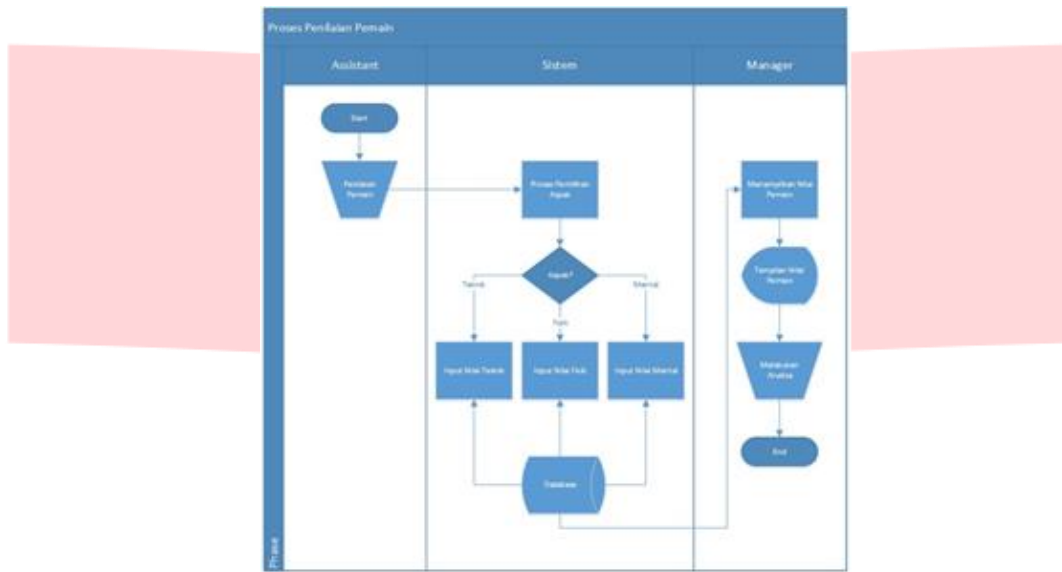 Proses Penilaian Pemain
Assistant
Sistem
Manager
Start
Penilaian
Pemain
Proses Pemilihan
Aspek
Menampilkan Nilai
Pemain
Aspek?
Tampilan Nilai
Pemain
Teknik
Mental
Fisik
Input Nilai Teknik
Input Nilai Fisik
Input Nilai Mental
Melakukan
Analisa
End
Database
Phase